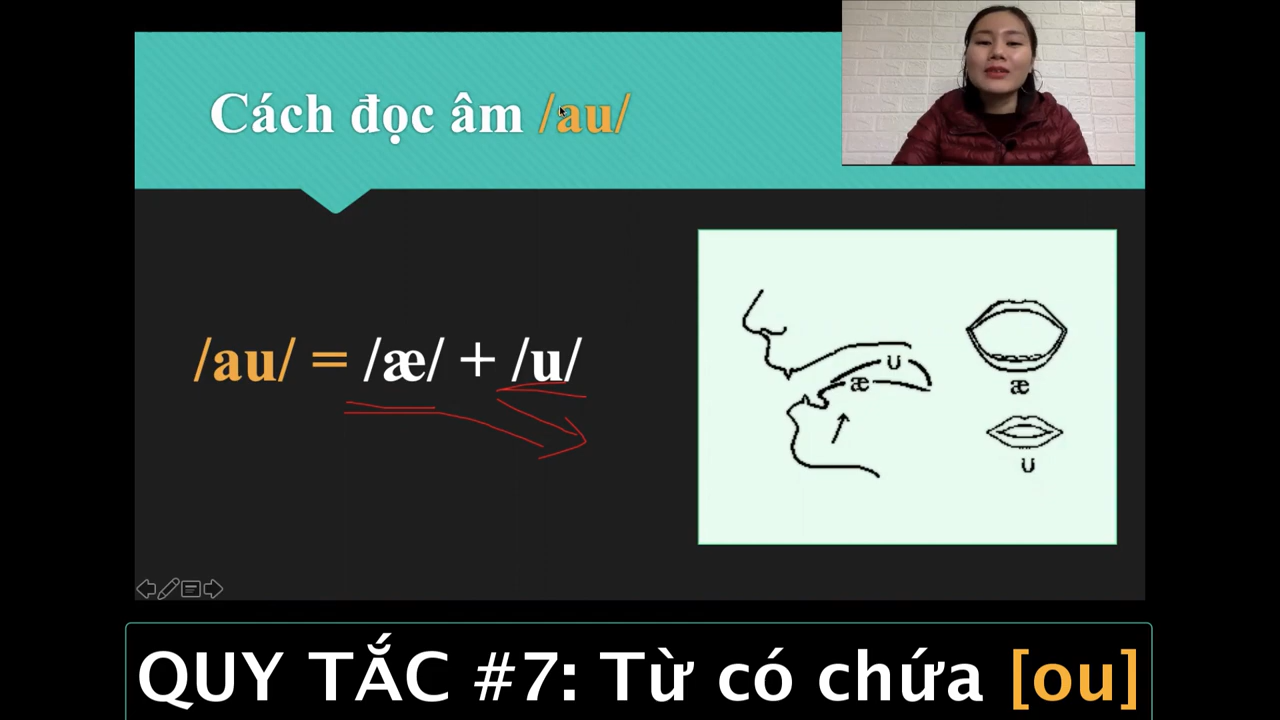 Cách đọc âm /au/
/au/ = /æ/ + /u/
ʊ
æ
æ
ʊ
QUY TẮC #7: Từ có chứa [ou]